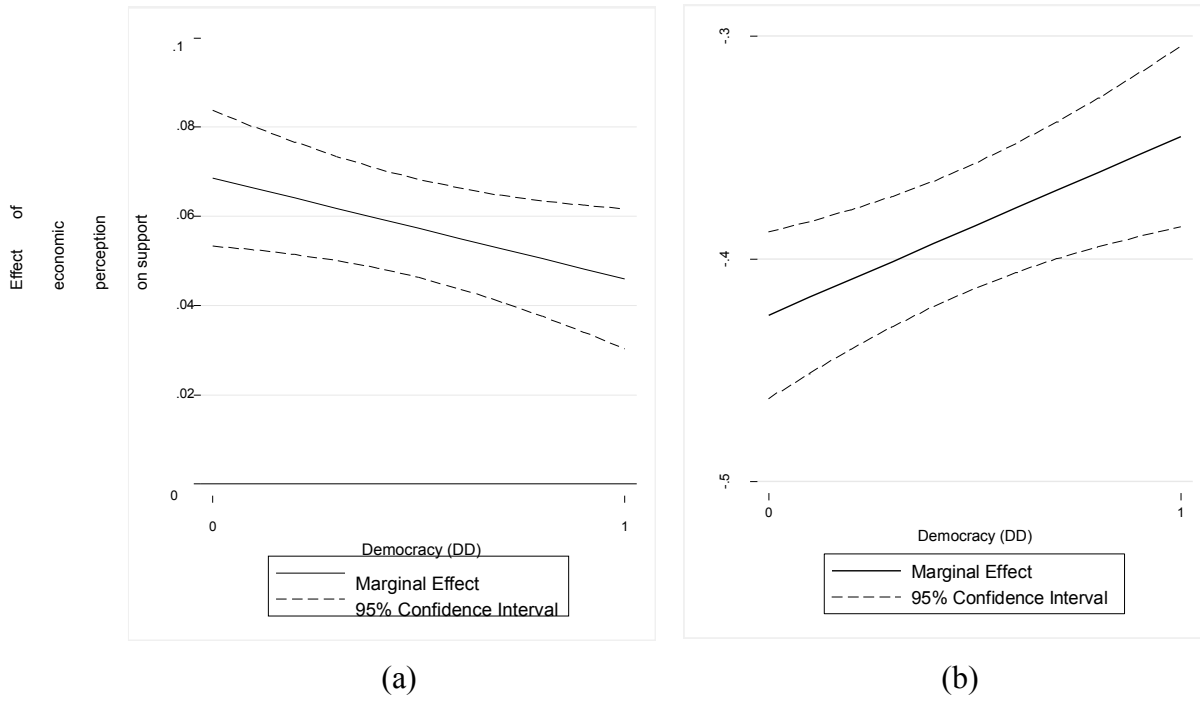 Effect of
economic
perception
on support
.1
.08
.06
.04
.02
0
0
1
Democracy (DD)
Marginal Effect
95% Confidence Interval
(a)
-.3
-.4
-.5
0
1
Democracy (DD)
Marginal Effect
95% Confidence Interval
(b)